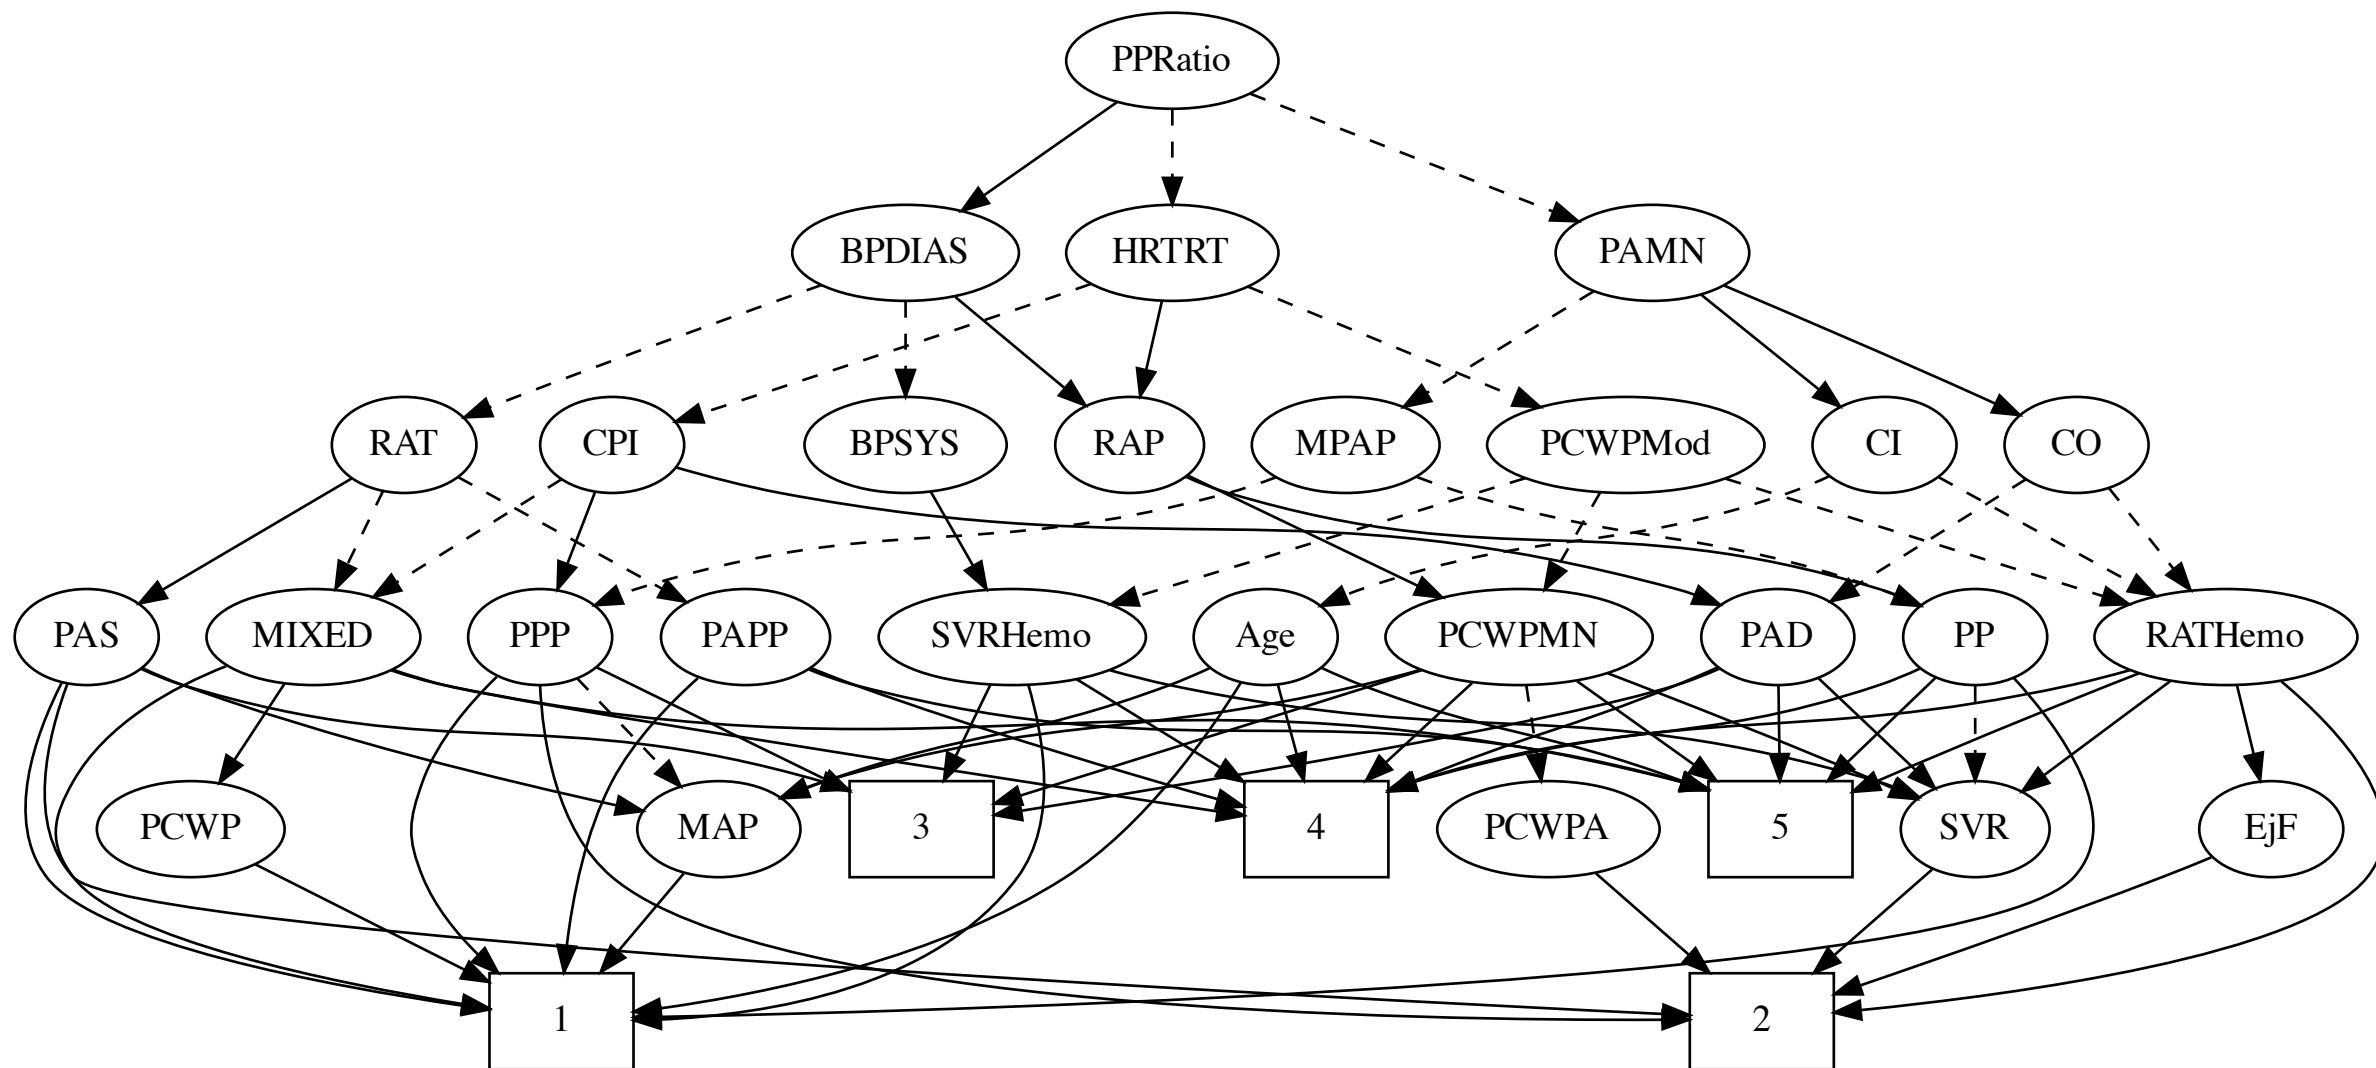 PPRatio
BPDIAS
HRTRT
PAMN
RAT
CPI
BPSYS
RAP
MPAP
PCWPMod
CI
CO
PAS
MIXED
PPP
PAPP
SVRHemo
Age
PCWPMN
PAD
PP
RATHemo
PCWP
MAP
3
4
PCWPA
5
SVR
EjF
1
2